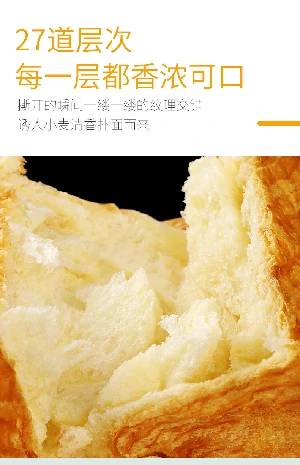 27道层次
每一层都香浓可口
撕开的瞬间一缕一缕的纹理交错
诱人小麦清香扑面而来